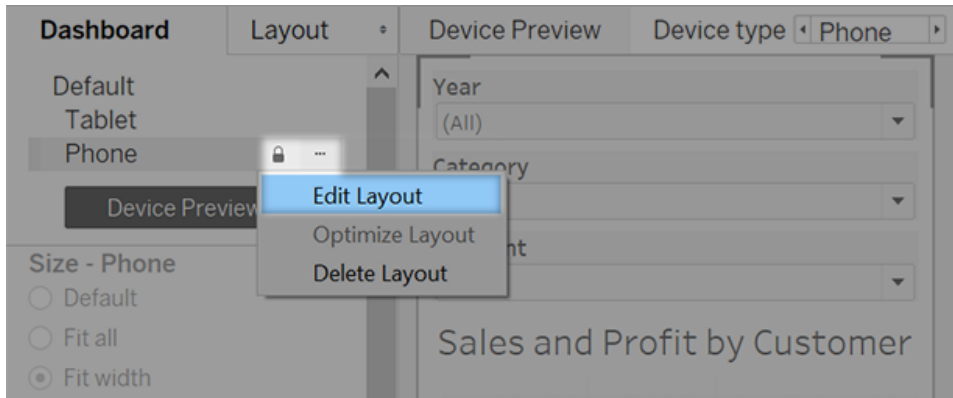 Dashboard Layout Device Preview Device type Phone
Default
Tablet
Phone
Device Preview
Edit Layout
Optimize Layout
Delete Layout
Size - Phone
Default
Fit all
Fit width
Year
(All)
Category
Sales and Profit by Customer